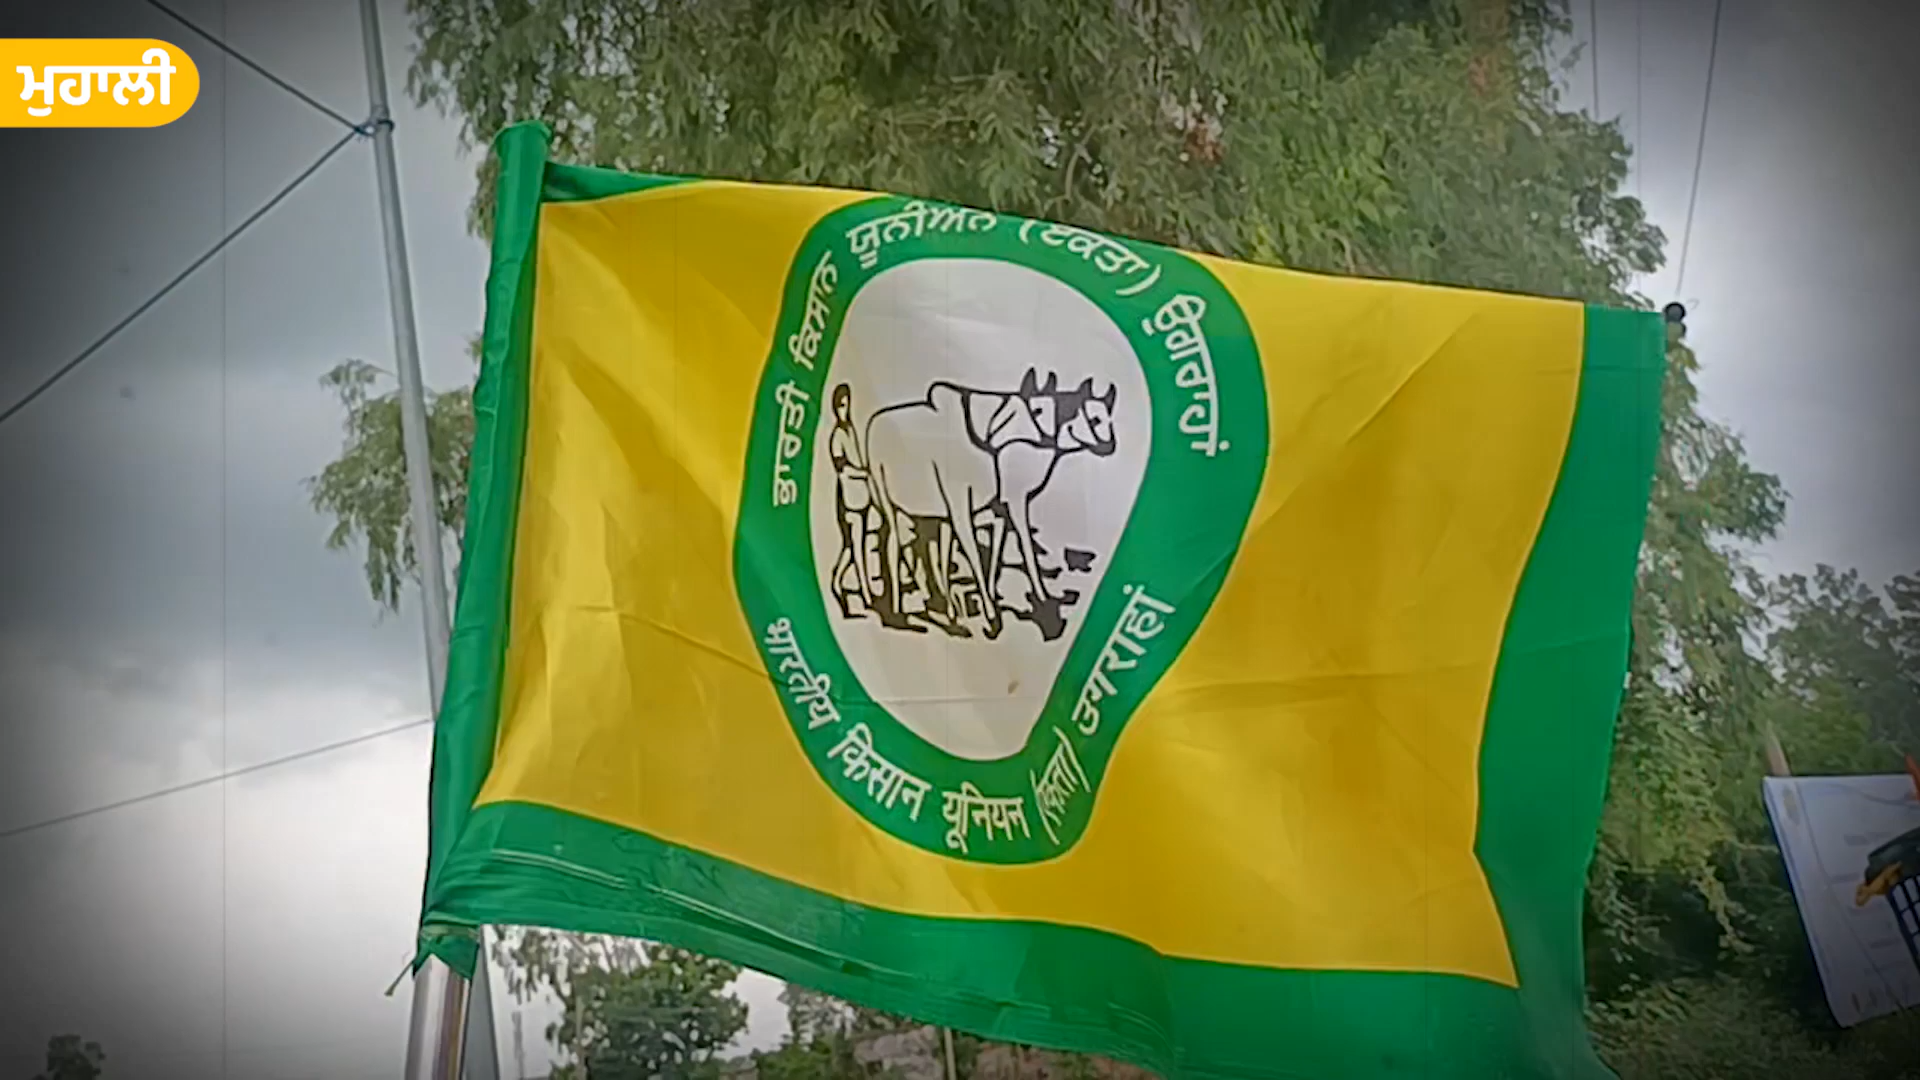 ਮੁਹਾਲੀ
ਭਾਰਤੀ ਕਿਸਾਨ ਯੂਨੀਅਨ (ਏਕਤਾ) ਉਗਰਾਹਾਂ
भारतीय किसान यूनियन (एकता) उगराहां